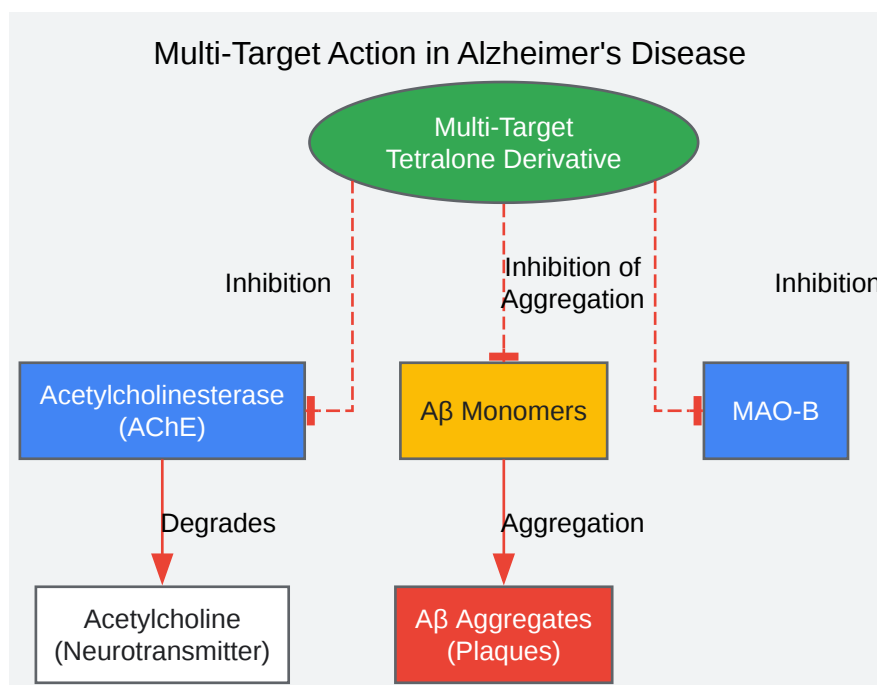 Multi-Target Action in Alzheimer's Disease
Multi-Target
Tetralone Derivative
Inhibition
Inhibition of
Aggregation
Inhibition
Acetylcholinesterase
(AChE)
Aβ Monomers
MAO-B
Degrades
Aggregation
Acetylcholine
(Neurotransmitter)
Aβ Aggregates
(Plaques)